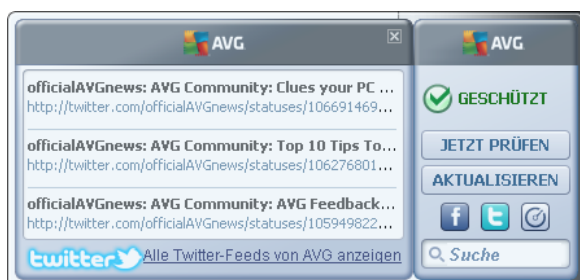 AVG
officialAVGnews: AVG Community: Clues your PC ...
http://twitter.com/officialAVGnews/statuses/106691469...
officialAVGnews: AVG Community: Top 10 Tips To...
http://twitter.com/officialAVGnews/statuses/106276801...
officialAVGnews: AVG Community: AVG Feedback...
http://twitter.com/officialAVGnews/statuses/105949822...
twitter Alle Twitter-Feeds von AVG anzeigen
AVG
GESCHÜTZT
JETZT PRÜFEN
AKTUALISIEREN
f t
Suche